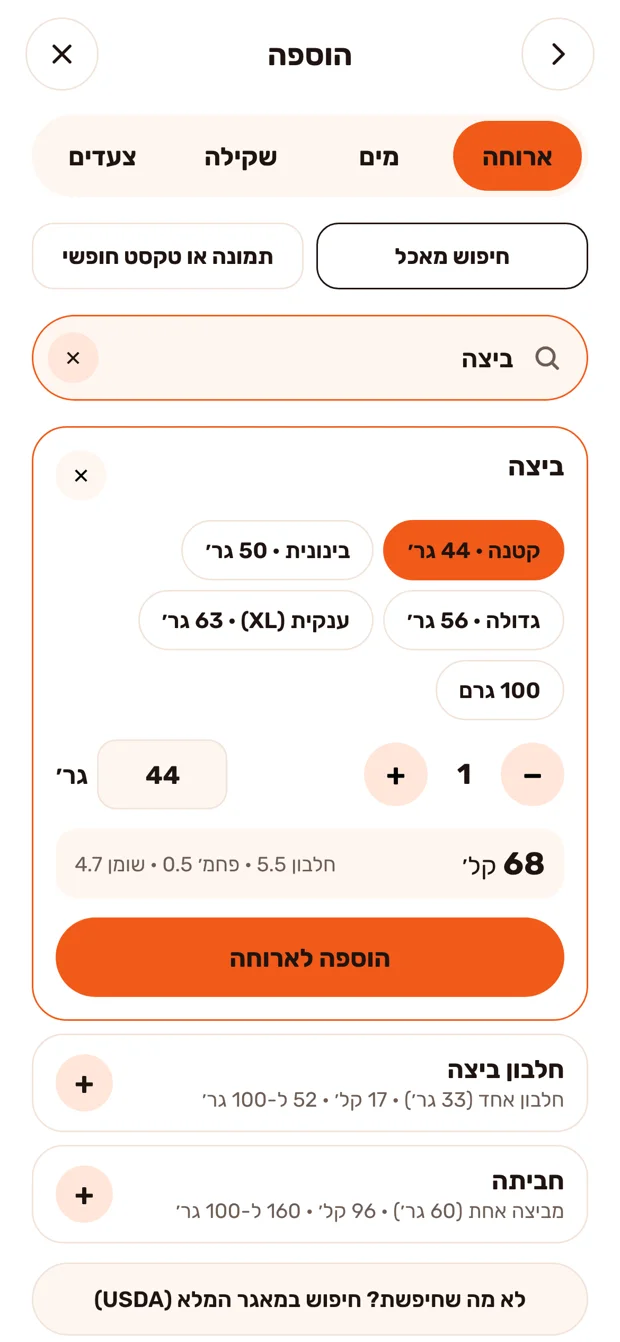 הוספה
ארוחה מים שקילה צעדים
חיפוש מאכל תמונה או טקסט חופשי
ביצה
ביצה
קטנה • 44 גר׳ בינונית • 50 גר׳
גדולה • 56 גר׳ ענקית (XL) • 63 גר׳
100 גרם
− 1 + 44 גר׳
68 קל׳ חלבון 5.5 • פחמ׳ 0.5 • שומן 4.7
הוספה לארוחה
חלבון ביצה
חלבון אחד (33 גר׳) • 17 קל׳ • 52 ל-100 גר׳
חביתה
מביצה אחת (60 גר׳) • 96 קל׳ • 160 ל-100 גר׳
לא מה שחיפשת? חיפוש במאגר המלא (USDA)